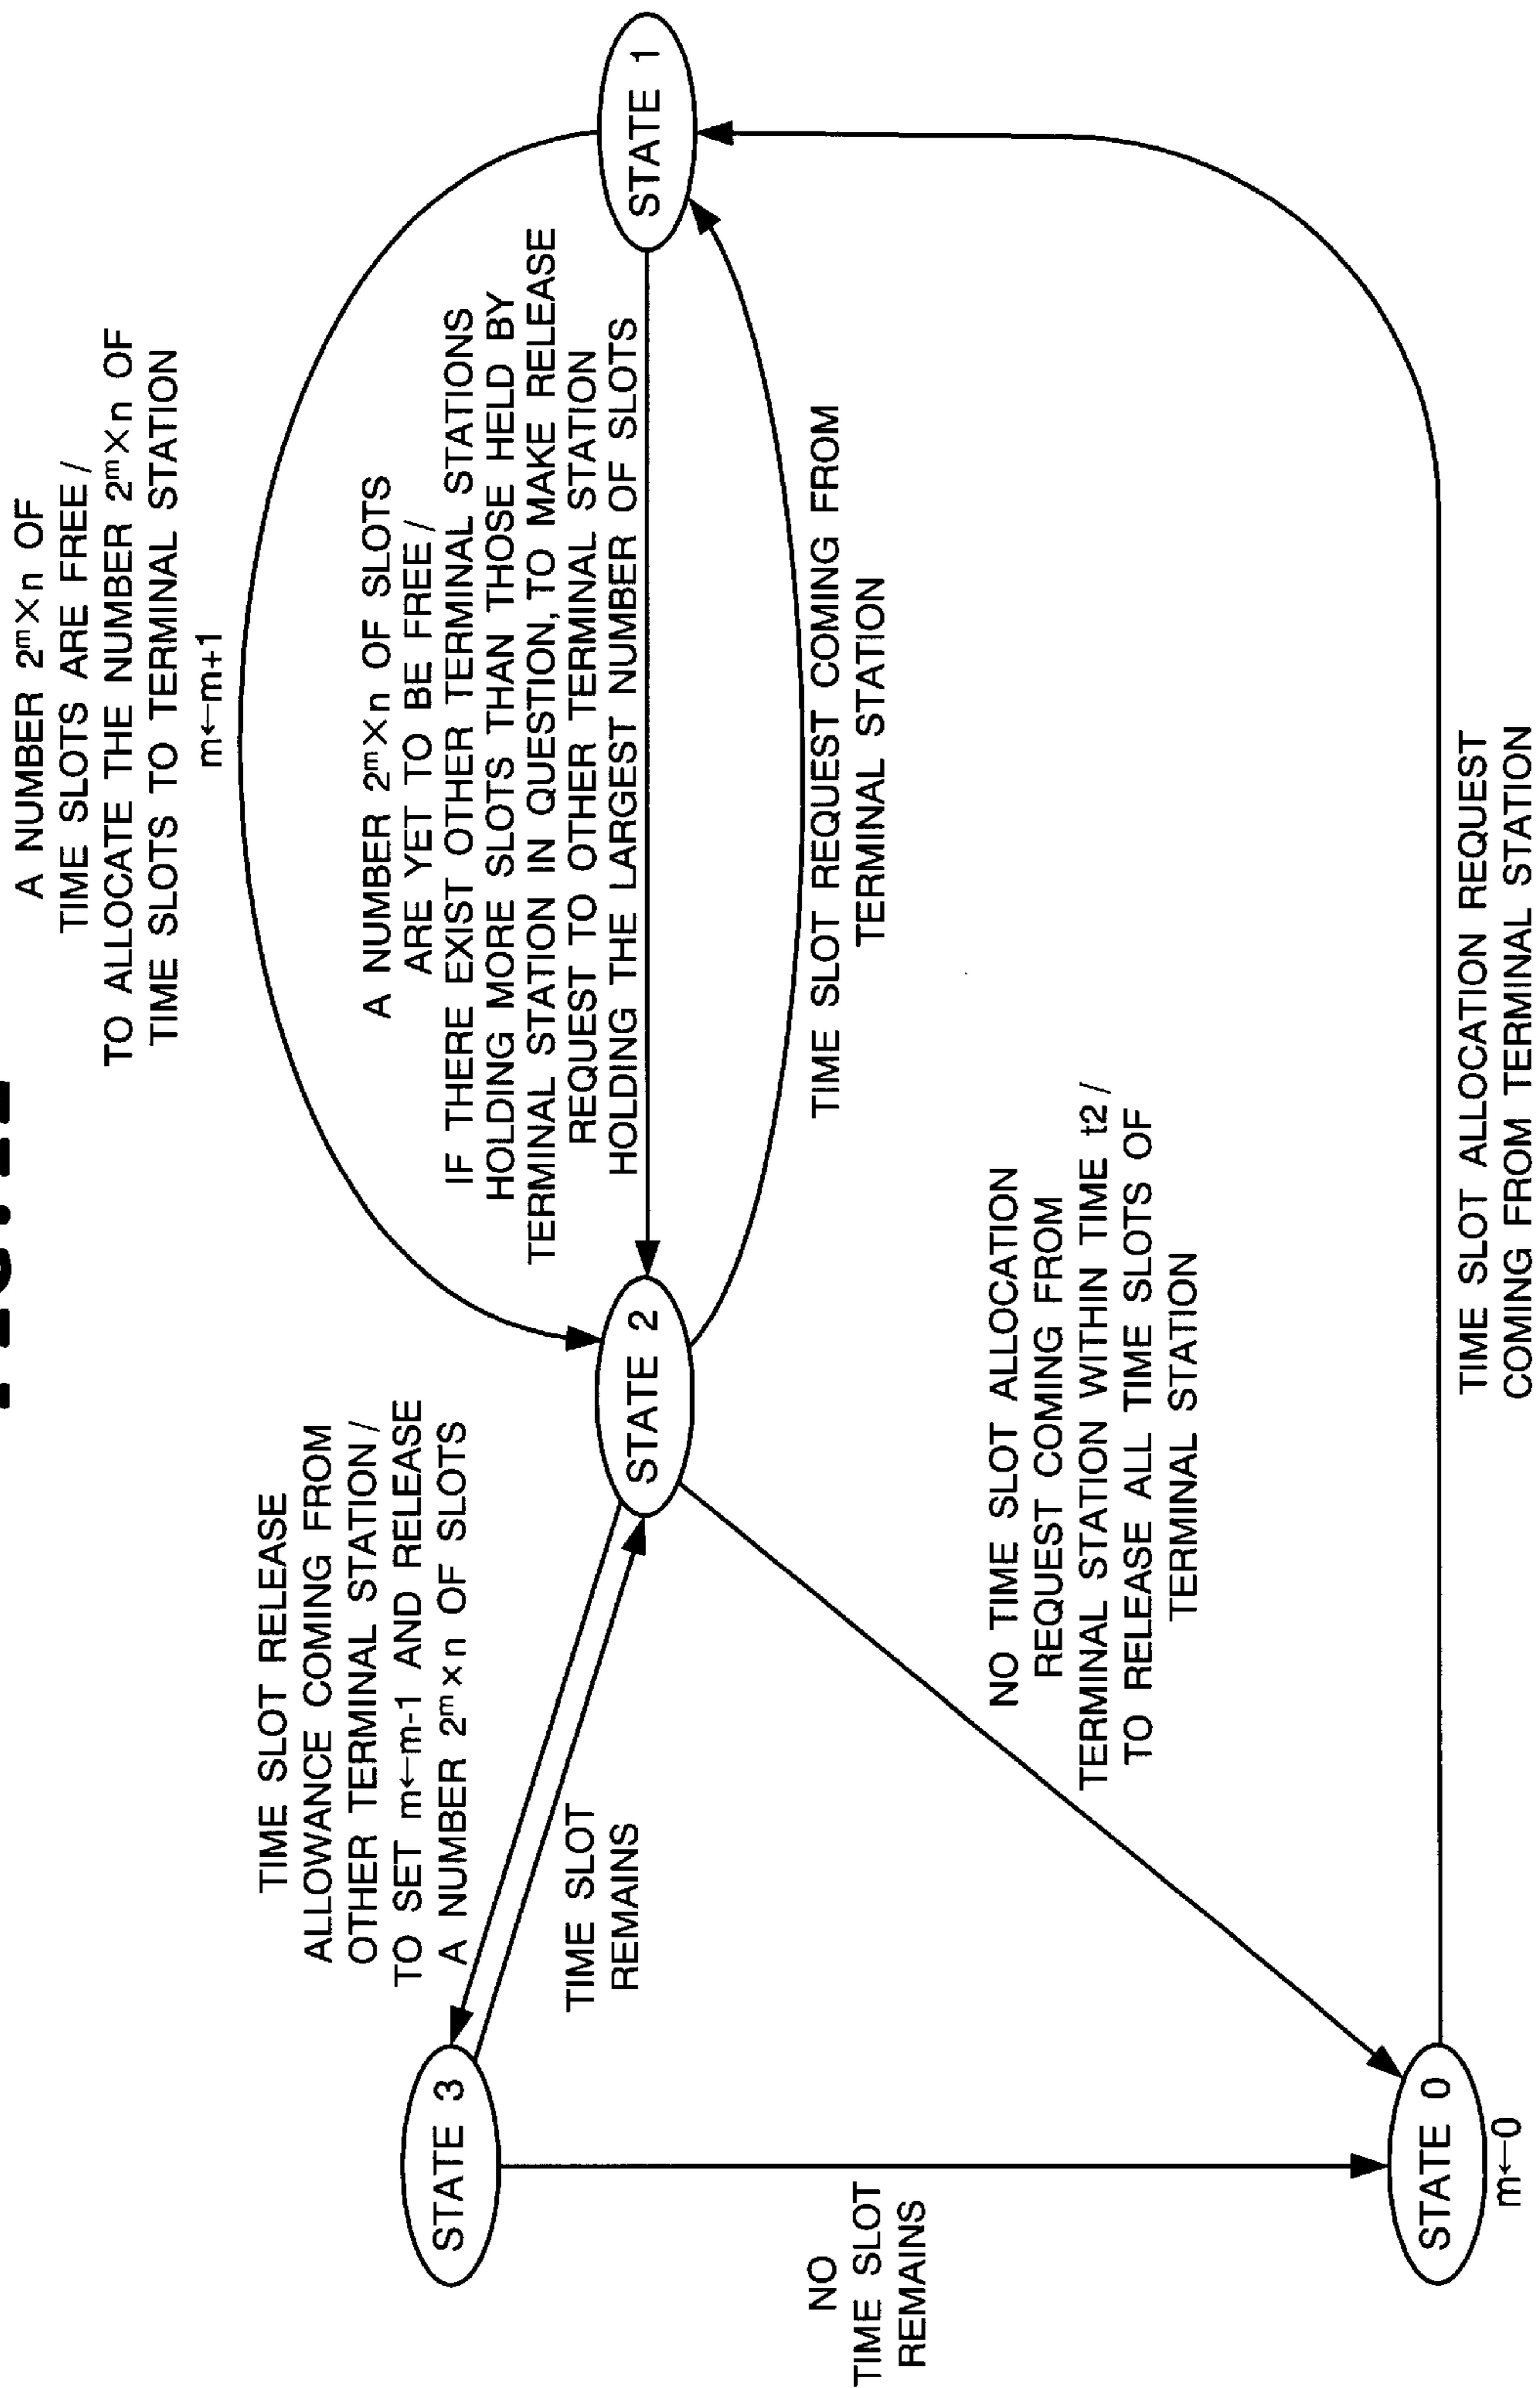 A NUMBER 2ᵐ×n OF
TIME SLOTS ARE FREE /
TO ALLOCATE THE NUMBER 2ᵐ×n OF
TIME SLOTS TO TERMINAL STATION
m←m+1
A NUMBER 2ᵐ×n OF SLOTS
ARE YET TO BE FREE /
IF THERE EXIST OTHER TERMINAL STATIONS
HOLDING MORE SLOTS THAN THOSE HELD BY
TERMINAL STATION IN QUESTION, TO MAKE RELEASE
REQUEST TO OTHER TERMINAL STATION
HOLDING THE LARGEST NUMBER OF SLOTS
TIME SLOT RELEASE
ALLOWANCE COMING FROM
OTHER TERMINAL STATION /
TO SET m←m-1 AND RELEASE
A NUMBER 2ᵐ×n OF SLOTS
STATE 3
TIME SLOT
REMAINS
STATE 2
STATE 1
TIME SLOT REQUEST COMING FROM
TERMINAL STATION
NO
TIME SLOT
REMAINS
NO TIME SLOT ALLOCATION
REQUEST COMING FROM
TERMINAL STATION WITHIN TIME t2 /
TO RELEASE ALL TIME SLOTS OF
TERMINAL STATION
STATE 0
m←0
TIME SLOT ALLOCATION REQUEST
COMING FROM TERMINAL STATION